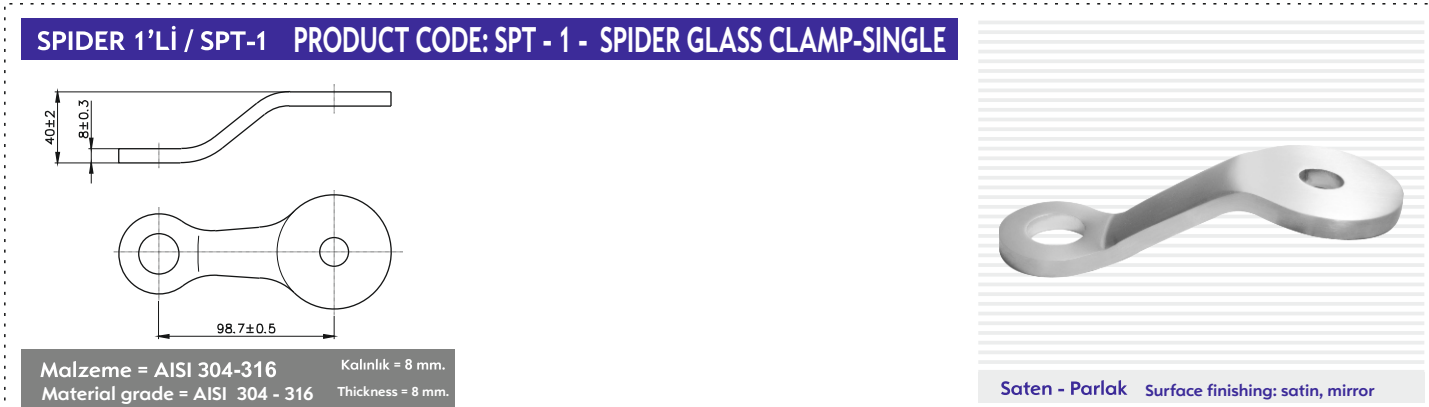 SPIDER 1'Lİ / SPT-1 PRODUCT CODE: SPT - 1 - SPIDER GLASS CLAMP-SINGLE
40±2
8±0.3
98.7±0.5
Malzeme = AISI 304-316 Kalınlık = 8 mm.
Material grade = AISI 304 - 316 Thickness = 8 mm.
Saten - Parlak Surface finishing: satin, mirror